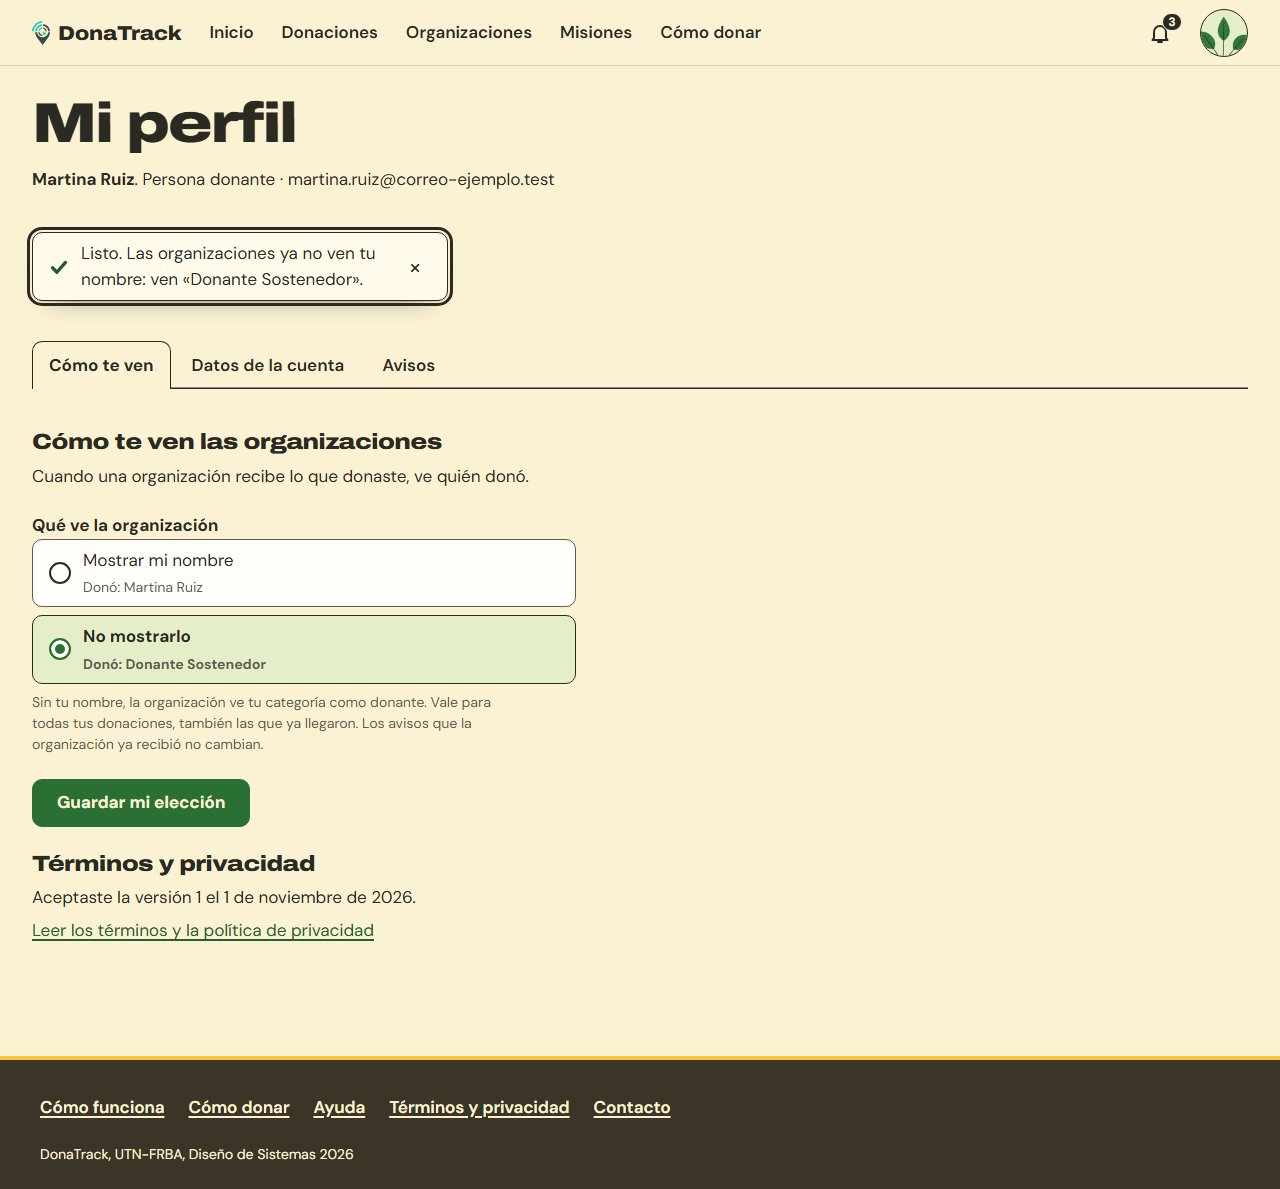 DonaTrack
Inicio
Donaciones
Organizaciones
Misiones
Cómo donar
3
Mi perfil
Martina Ruiz. Persona donante · martina.ruiz@correo-ejemplo.test
Listo. Las organizaciones ya no ven tu
nombre: ven «Donante Sostenedor».
Cómo te ven
Datos de la cuenta
Avisos
Cómo te ven las organizaciones
Cuando una organización recibe lo que donaste, ve quién donó.
Qué ve la organización
Mostrar mi nombre
Donó: Martina Ruiz
No mostrarlo
Donó: Donante Sostenedor
Sin tu nombre, la organización ve tu categoría como donante. Vale para
todas tus donaciones, también las que ya llegaron. Los avisos que la
organización ya recibió no cambian.
Guardar mi elección
Términos y privacidad
Aceptaste la versión 1 el 1 de noviembre de 2026.
Leer los términos y la política de privacidad
Cómo funciona
Cómo donar
Ayuda
Términos y privacidad
Contacto
DonaTrack, UTN-FRBA, Diseño de Sistemas 2026